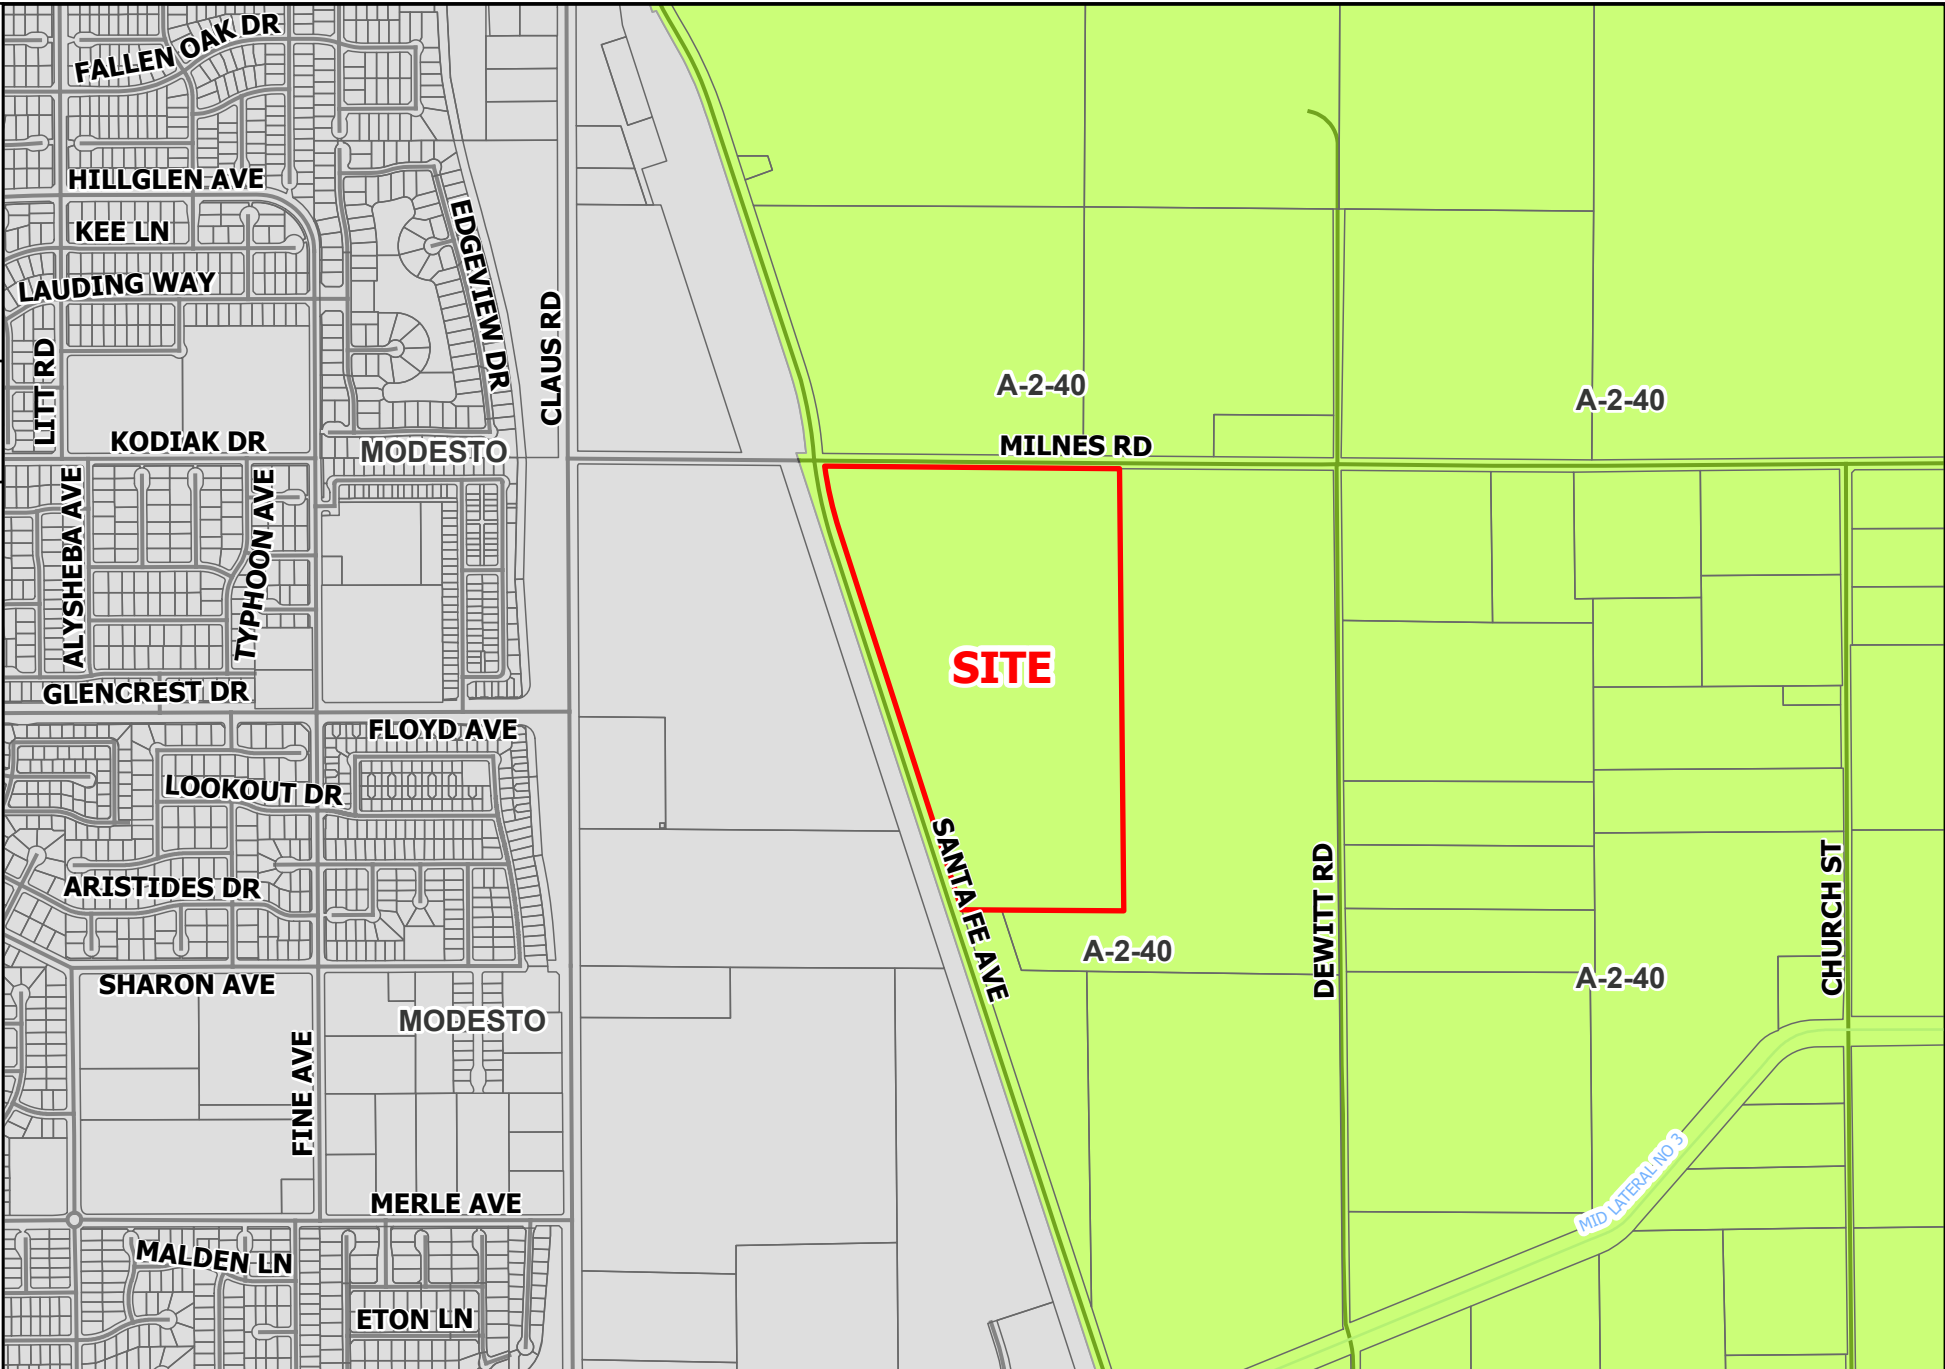 FALLEN OAK DR
HILLGLEN AVE
KEE LN
EDGEVIEW DR
LAUDING WAY
CLAUS RD
LITT RD
A-2-40
A-2-40
KODIAK DR
MODESTO
MILNES RD
ALYSHEBA AVE
TYPHOON AVE
SITE
GLENCREST DR
FLOYD AVE
LOOKOUT DR
SANTA FE AVE
ARISTIDES DR
DEWITT RD
CHURCH ST
A-2-40
A-2-40
SHARON AVE
MODESTO
FINE AVE
MID LATERAL NO 3
MERLE AVE
MALDEN LN
ETON LN